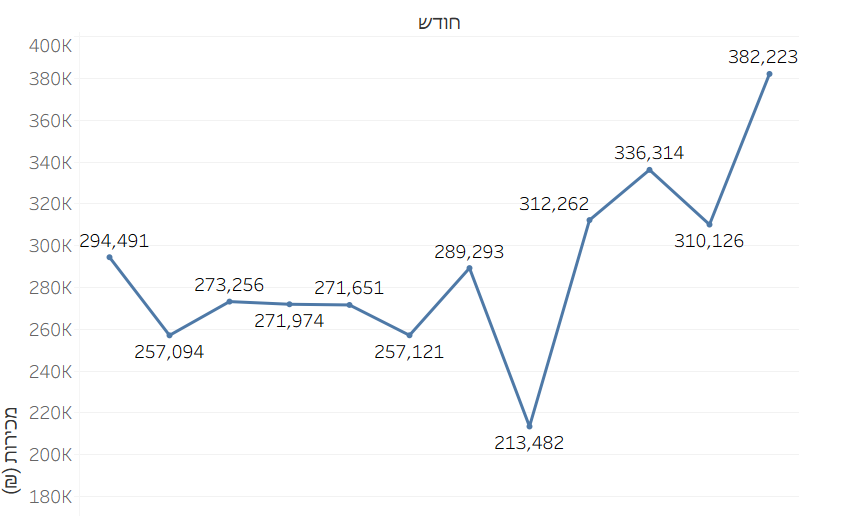 חודש
400K
380K
360K
340K
320K
300K
280K
260K
240K
220K
200K
180K
מכירות (₪)
294,491
257,094
273,256
271,974
271,651
257,121
289,293
213,482
312,262
336,314
310,126
382,223